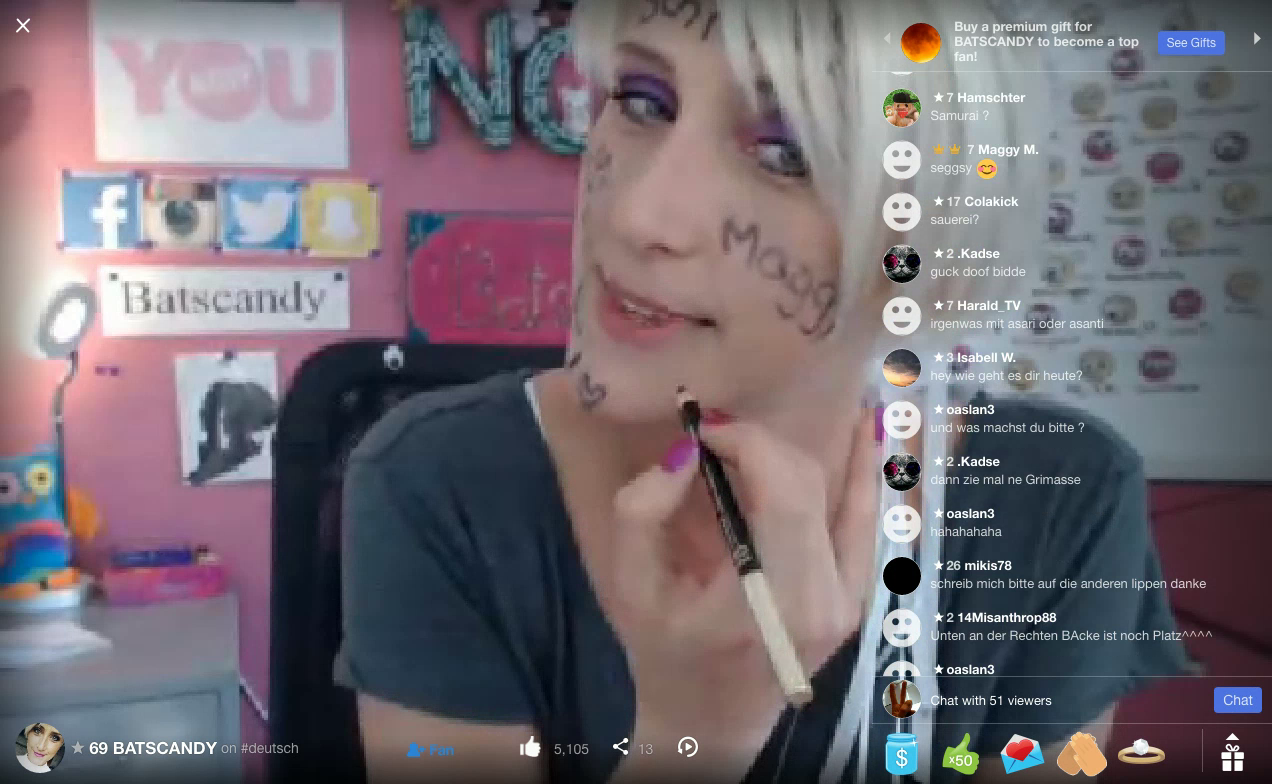 YOU
NO
Batscandy
Maggy
Buy a premium gift for
BATSCANDY to become a top
fan!
See Gifts
★7 Hamschter
Samurai ?
7 Maggy M.
seggsy 😊
★17 Colakick
sauerei?
★2 .Kadse
guck doof bidde
★7 Harald_TV
irgenwas mit asari oder asanti
★3 Isabell W.
hey wie geht es dir heute?
★oaslan3
und was machst du bitte ?
★2 .Kadse
dann zie mal ne Grimasse
★oaslan3
hahahahaha
★26 mikis78
schreib mich bitte auf die anderen lippen danke
★2 14Misanthrop88
Unten an der Rechten BAcke ist noch Platz^^^^
★oaslan3
Chat with 51 viewers
Chat
★ 69 BATSCANDY on #deutsch
Fan
5,105
13
$
x50